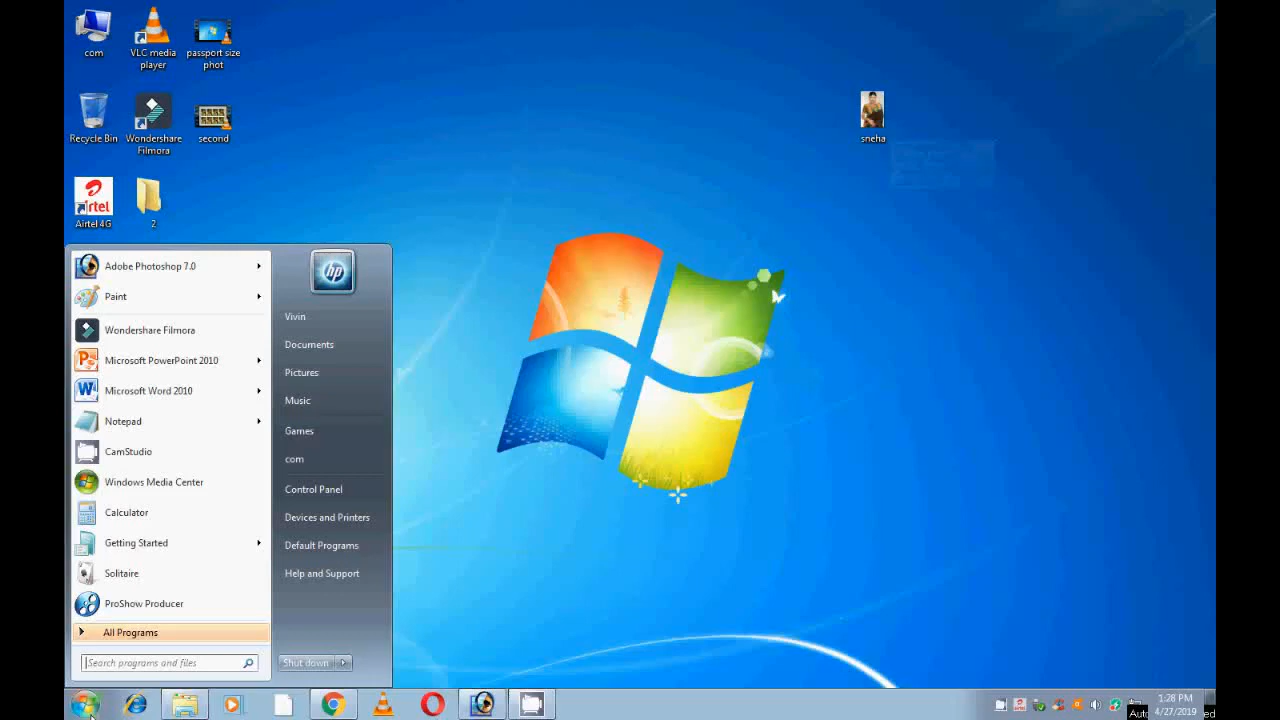 com
VLC media
player
passport size
phot
Recycle Bin
Wondershare
Filmora
second
sneha
airtel
Airtel 4G
2
Adobe Photoshop 7.0
Paint
Wondershare Filmora
Microsoft PowerPoint 2010
Microsoft Word 2010
Notepad
CamStudio
Windows Media Center
Calculator
Getting Started
Solitaire
ProShow Producer
All Programs
Search programs and files
hp
Vivin
Documents
Pictures
Music
Games
com
Control Panel
Devices and Printers
Default Programs
Help and Support
Shut down
1:28 PM
4/27/2019